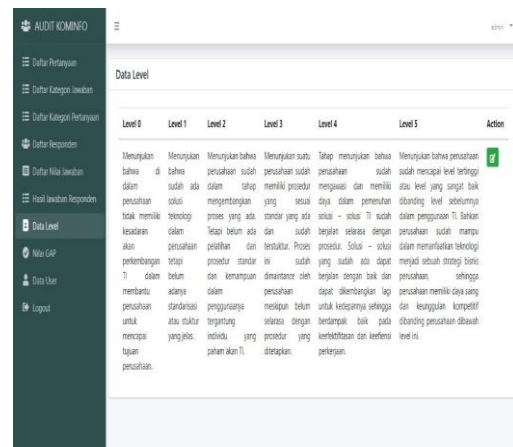 AUDIT KOMINFO
admin
Daftar Pertanyaan
Daftar Kategori Jawaban
Daftar Kategori Pertanyaan
Daftar Responden
Daftar Nilai Jawaban
Hasil Jawaban Responden
Data Level
Nilai GAP
Data User
Logout
Data Level
Level 0
Level 1
Level 2
Level 3
Level 4
Level 5
Action
Menunjukan
bahwa di
dalam
perusahaan
tidak memiliki
kesadaran
akan
perkembangan
TI dalam
membantu
perusahaan
untuk
mencapai
tujuan
perusahaan.
Menunjukan
bahwa
sudah ada
solusi
teknologi
dalam
perusahaan
tetapi
belum
adanya
standarisasi
atau stuktur
yang jelas.
Menunjukan bahwa
perusahaan sudah
dalam tahap
mengembangkan
proses yang ada.
Tetapi belum ada
pelatihan dari
prosedur standar
dan kemampuan
dalam
penggunaanya
tergantung
individu yang
paham akan TI.
Menunjukan suatu
perusahaan sudah
memiliki prosedur
yang sesuai
standar yang ada
dan sudah
terstuktur. Proses
ini sudah
dimaintance oleh
perusahaan
meskipun belum
selaras dengan
prosedur yang
ditetapkan.
Tahap menunjukan bahwa
perusahaan sudah
mengawasi dan memiliki
daya dalam pemenuhan
solusi – solusi TI sudah
berjalan selaras dengan
prosedur. Solusi – solusi
yang sudah ada dapat
berjalan dengan baik dan
dapat dikembangkan lagi
untuk kedepannya sehingga
berdampak baik pada
keefektifitasan dan keefiensi
perkerjaan.
Menunjukan bahwa perusahaan
sudah mencapai level tertinggi
atau level yang sangat baik
dibanding level sebelumnya
dalam penggunaan TI. Bahkan
perusahaan sudah mampu
dalam memanfaatkan teknologi
menjadi sebuah strategi bisnis
perusahaan, sehingga
perusahaan memiliki daya saing
dan keunggulan kompetitif
dibanding perusahaan dibawah
level ini.